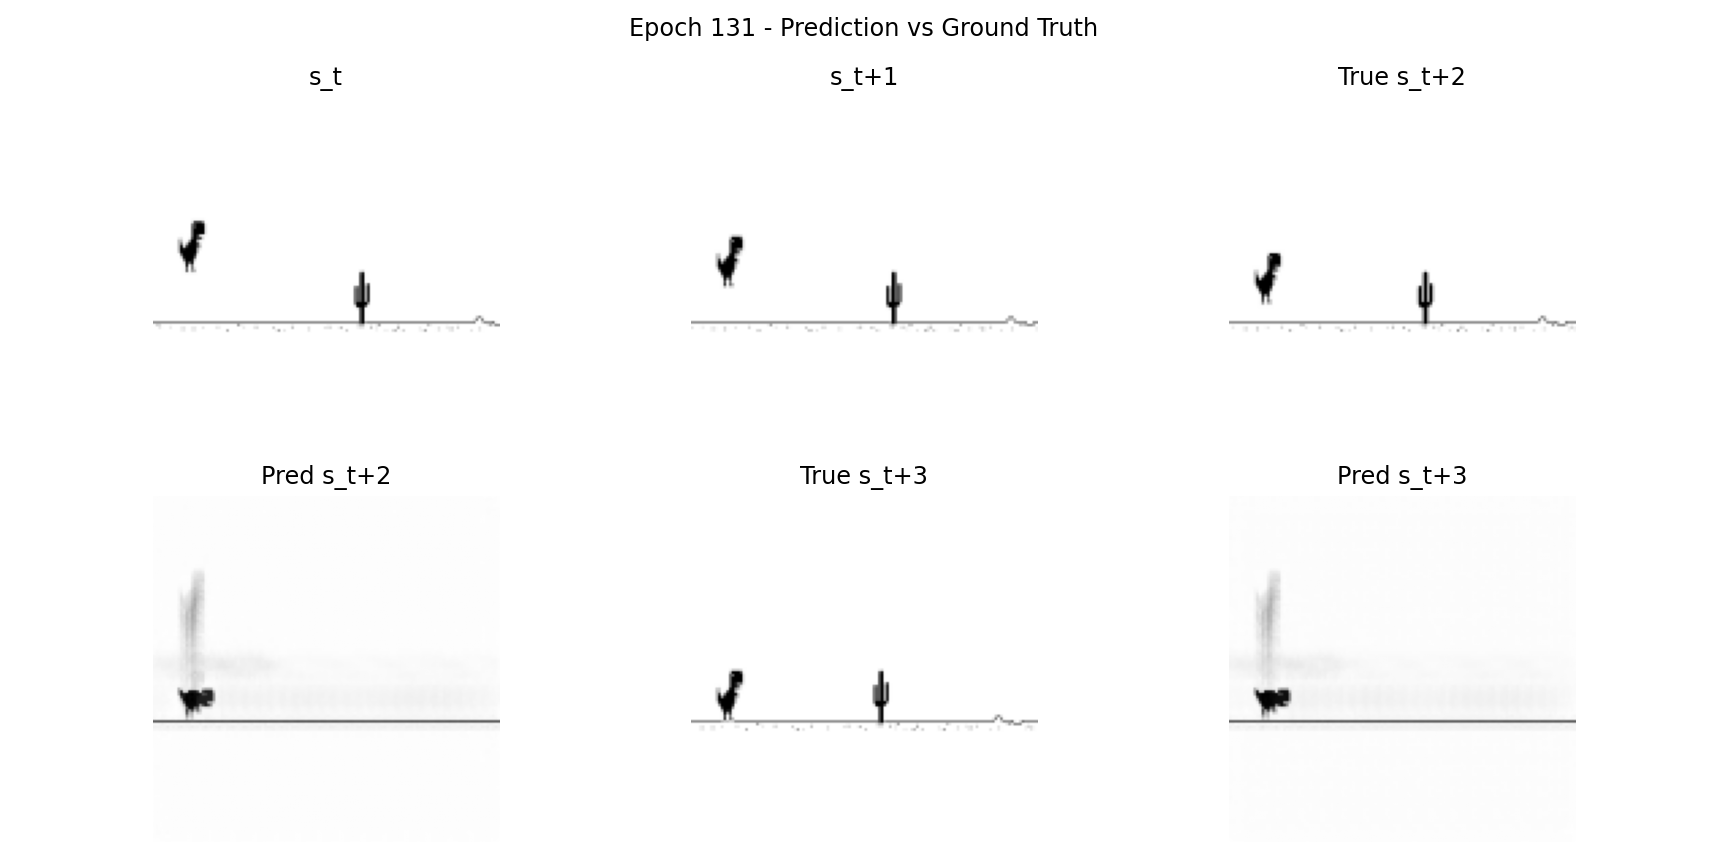 Epoch 131 - Prediction vs Ground Truth
s_t
s_t+1
True s_t+2
Pred s_t+2
True s_t+3
Pred s_t+3